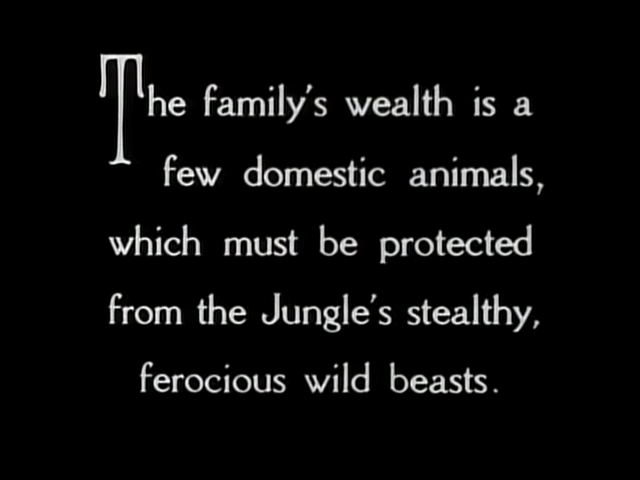 The family's wealth is a
few domestic animals,
which must be protected
from the Jungle's stealthy,
ferocious wild beasts.